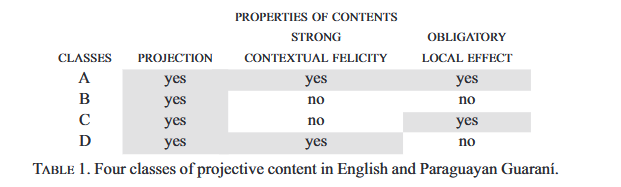 PROPERTIES OF CONTENTS
STRONG OBLIGATORY
CLASSES PROJECTION CONTEXTUAL FELICITY LOCAL EFFECT
A yes yes yes
B yes no no
C yes no yes
D yes yes no
TABLE 1. Four classes of projective content in English and Paraguayan Guaraní.